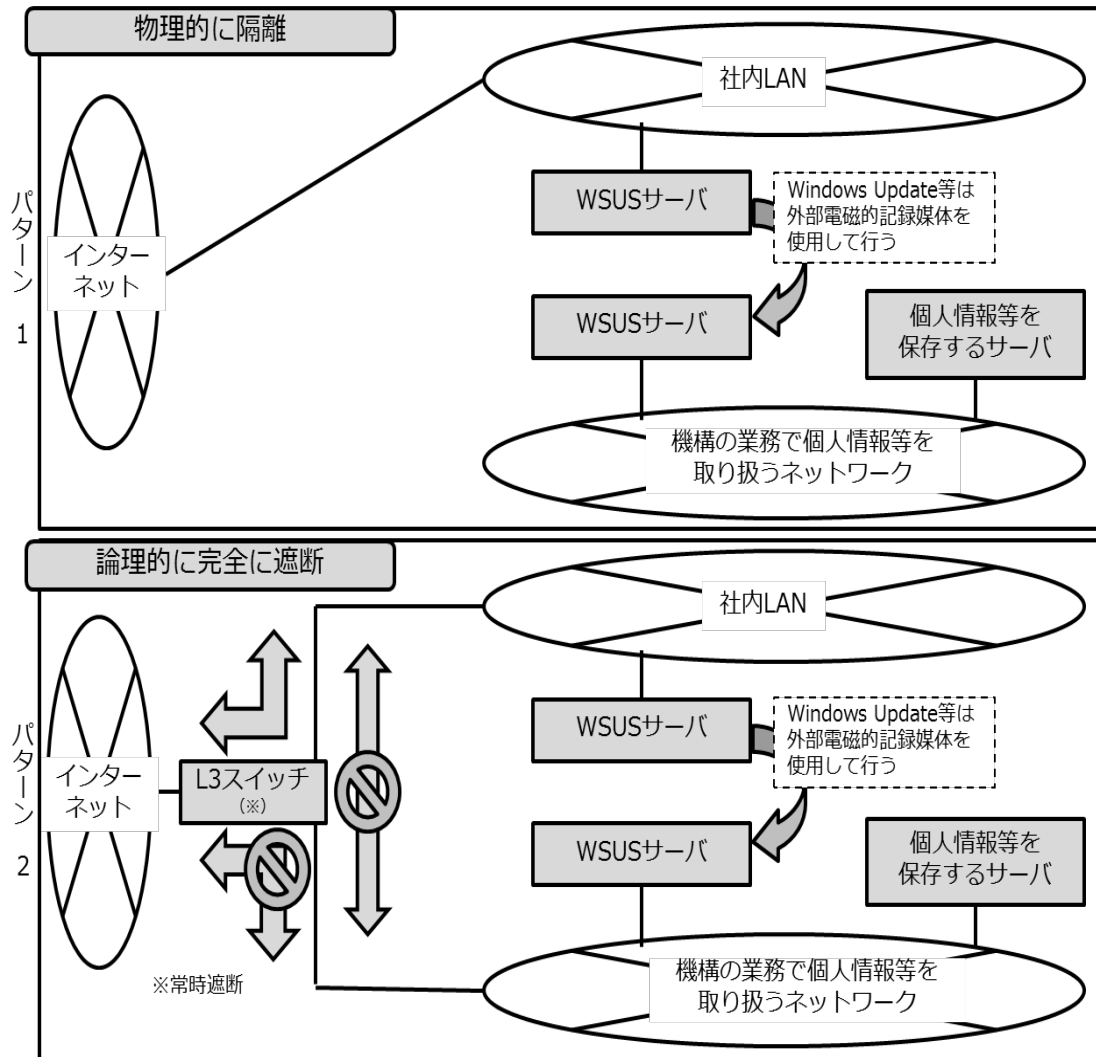 物理的に隔離
社内LAN
パターン
1
インター
ネット
WSUSサーバ
Windows Update等は
外部電磁的記録媒体を
使用して行う
WSUSサーバ
個人情報等を
保存するサーバ
機構の業務で個人情報等を
取り扱うネットワーク
論理的に完全に遮断
社内LAN
パターン
2
インター
ネット
L3スイッチ
(※)
WSUSサーバ
Windows Update等は
外部電磁的記録媒体を
使用して行う
WSUSサーバ
個人情報等を
保存するサーバ
※常時遮断
機構の業務で個人情報等を
取り扱うネットワーク